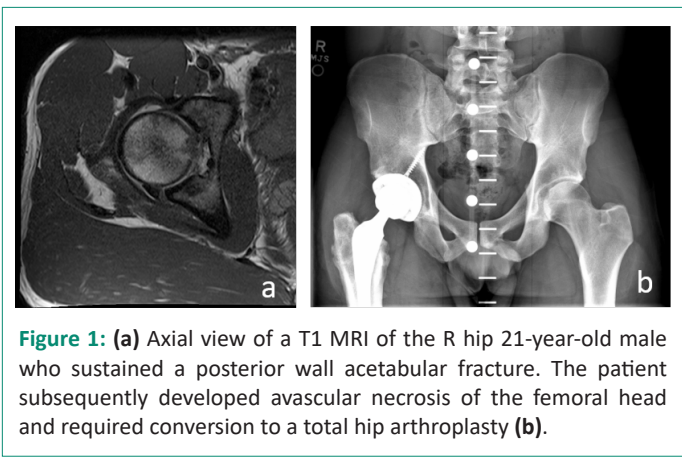 R
MJS
a
b
Figure 1: (a) Axial view of a T1 MRI of the R hip 21-year-old male
who sustained a posterior wall acetabular fracture. The patient
subsequently developed avascular necrosis of the femoral head
and required conversion to a total hip arthroplasty (b).